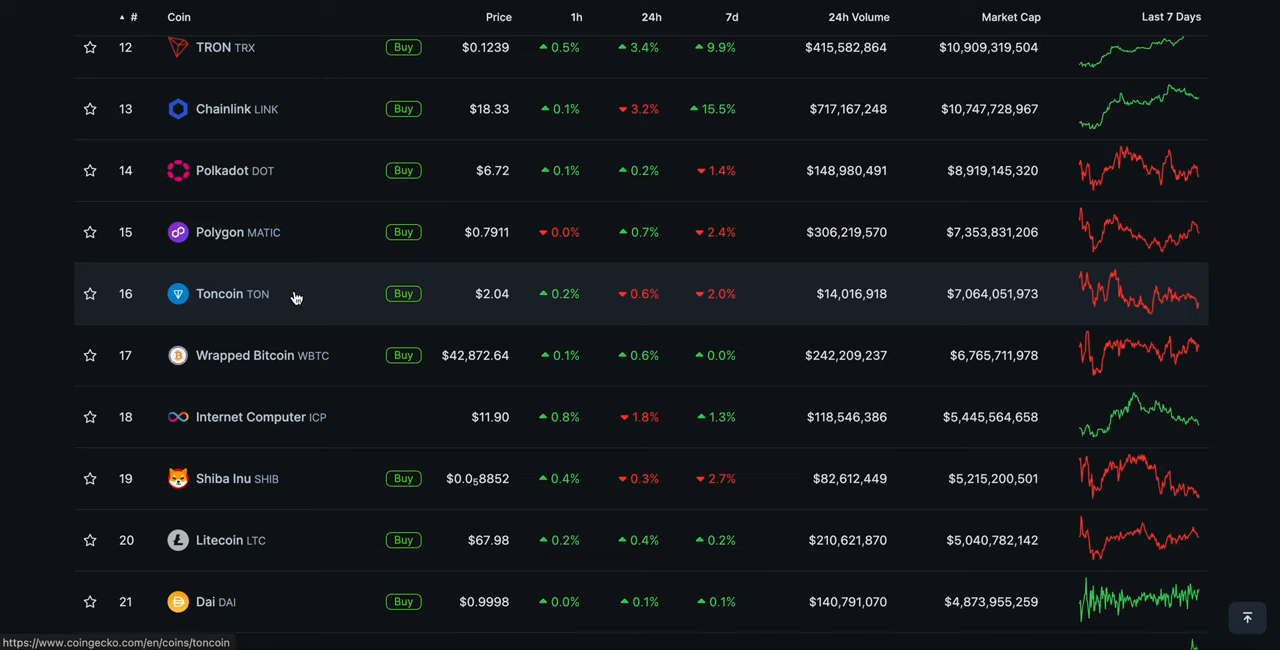 ▲ # Coin Price 1h 24h 7d 24h Volume Market Cap Last 7 Days
12 TRON TRX Buy $0.1239 ▲ 0.5% ▲ 3.4% ▲ 9.9% $415,582,864 $10,909,319,504
13 Chainlink LINK Buy $18.33 ▲ 0.1% ▼ 3.2% ▲ 15.5% $717,167,248 $10,747,728,967
14 Polkadot DOT Buy $6.72 ▲ 0.1% ▲ 0.2% ▼ 1.4% $148,980,491 $8,919,145,320
15 Polygon MATIC Buy $0.7911 ▼ 0.0% ▲ 0.7% ▼ 2.4% $306,219,570 $7,353,831,206
16 Toncoin TON Buy $2.04 ▲ 0.2% ▼ 0.6% ▼ 2.0% $14,016,918 $7,064,051,973
17 Wrapped Bitcoin WBTC Buy $42,872.64 ▲ 0.1% ▲ 0.6% ▲ 0.0% $242,209,237 $6,765,711,978
18 Internet Computer ICP Buy $11.90 ▲ 0.8% ▼ 1.8% ▲ 1.3% $118,546,386 $5,445,564,658
19 Shiba Inu SHIB Buy $0.0₅8852 ▲ 0.4% ▼ 0.3% ▼ 2.7% $82,612,449 $5,215,200,501
20 Litecoin LTC Buy $67.98 ▲ 0.2% ▲ 0.4% ▲ 0.2% $210,621,870 $5,040,782,142
21 Dai DAI Buy $0.9998 ▲ 0.0% ▲ 0.1% ▲ 0.1% $140,791,070 $4,873,955,259
https://www.coingecko.com/en/coins/toncoin